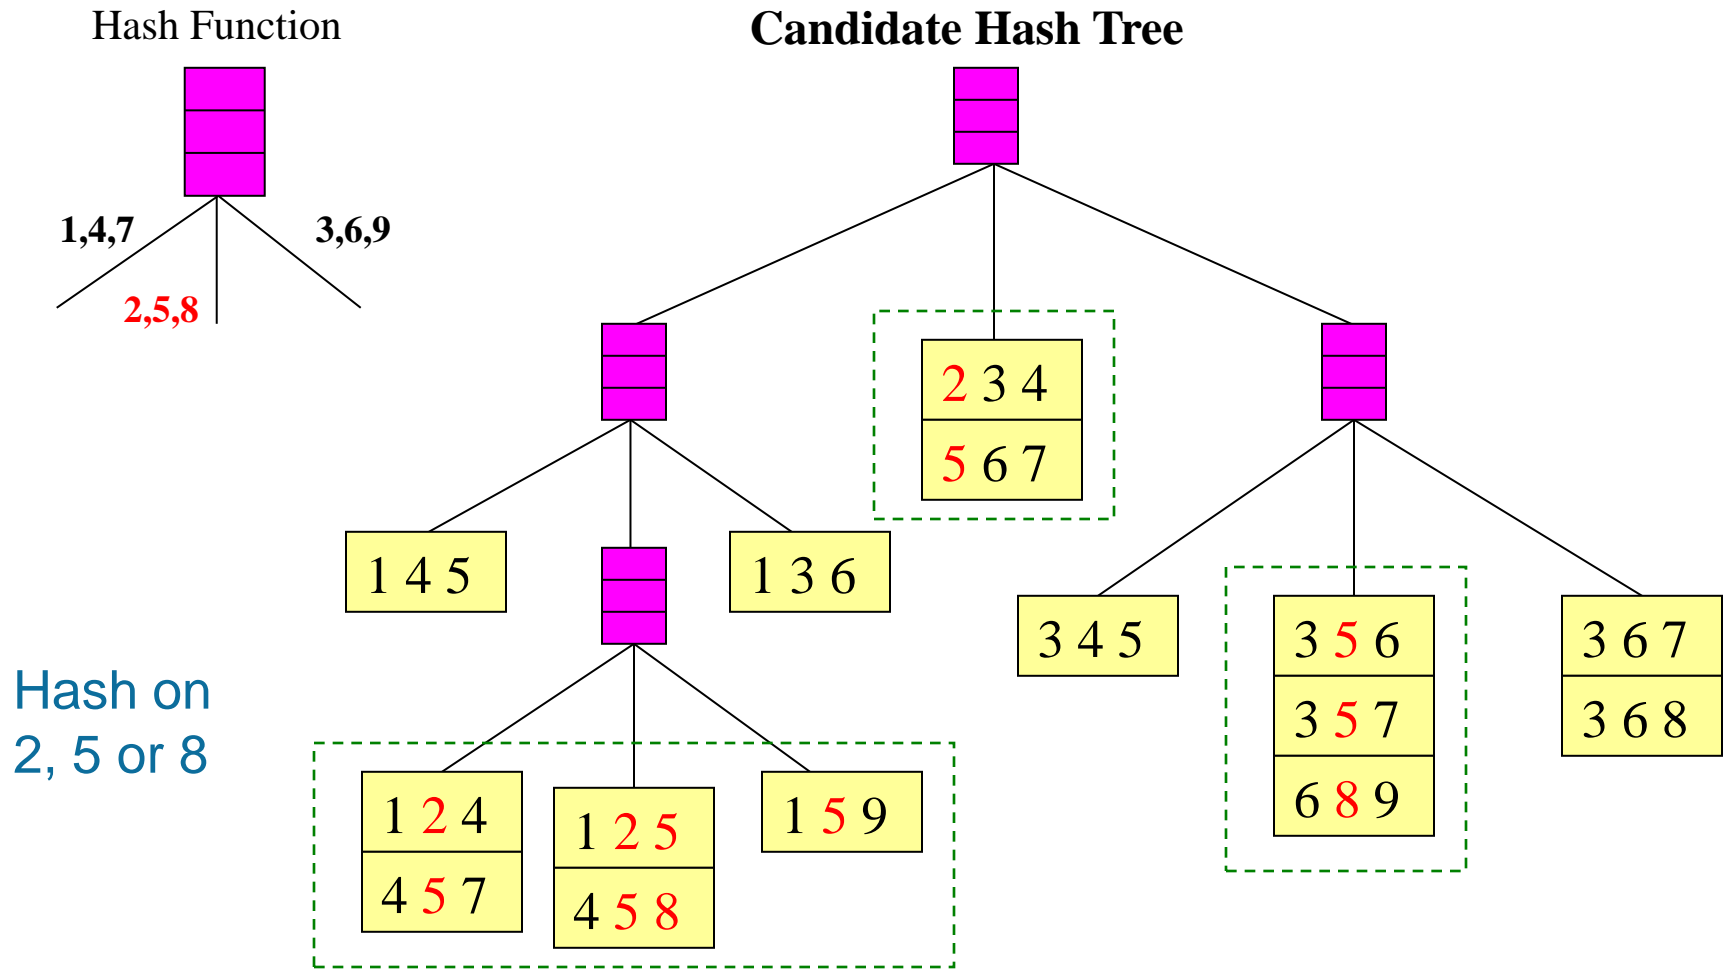 Hash Function
Candidate Hash Tree
1,4,7
3,6,9
2,5,8
2 3 4
5 6 7
1 4 5
1 3 6
3 4 5
3 5 6
3 5 7
6 8 9
3 6 7
3 6 8
Hash on
2, 5 or 8
1 2 4
4 5 7
1 2 5
4 5 8
1 5 9